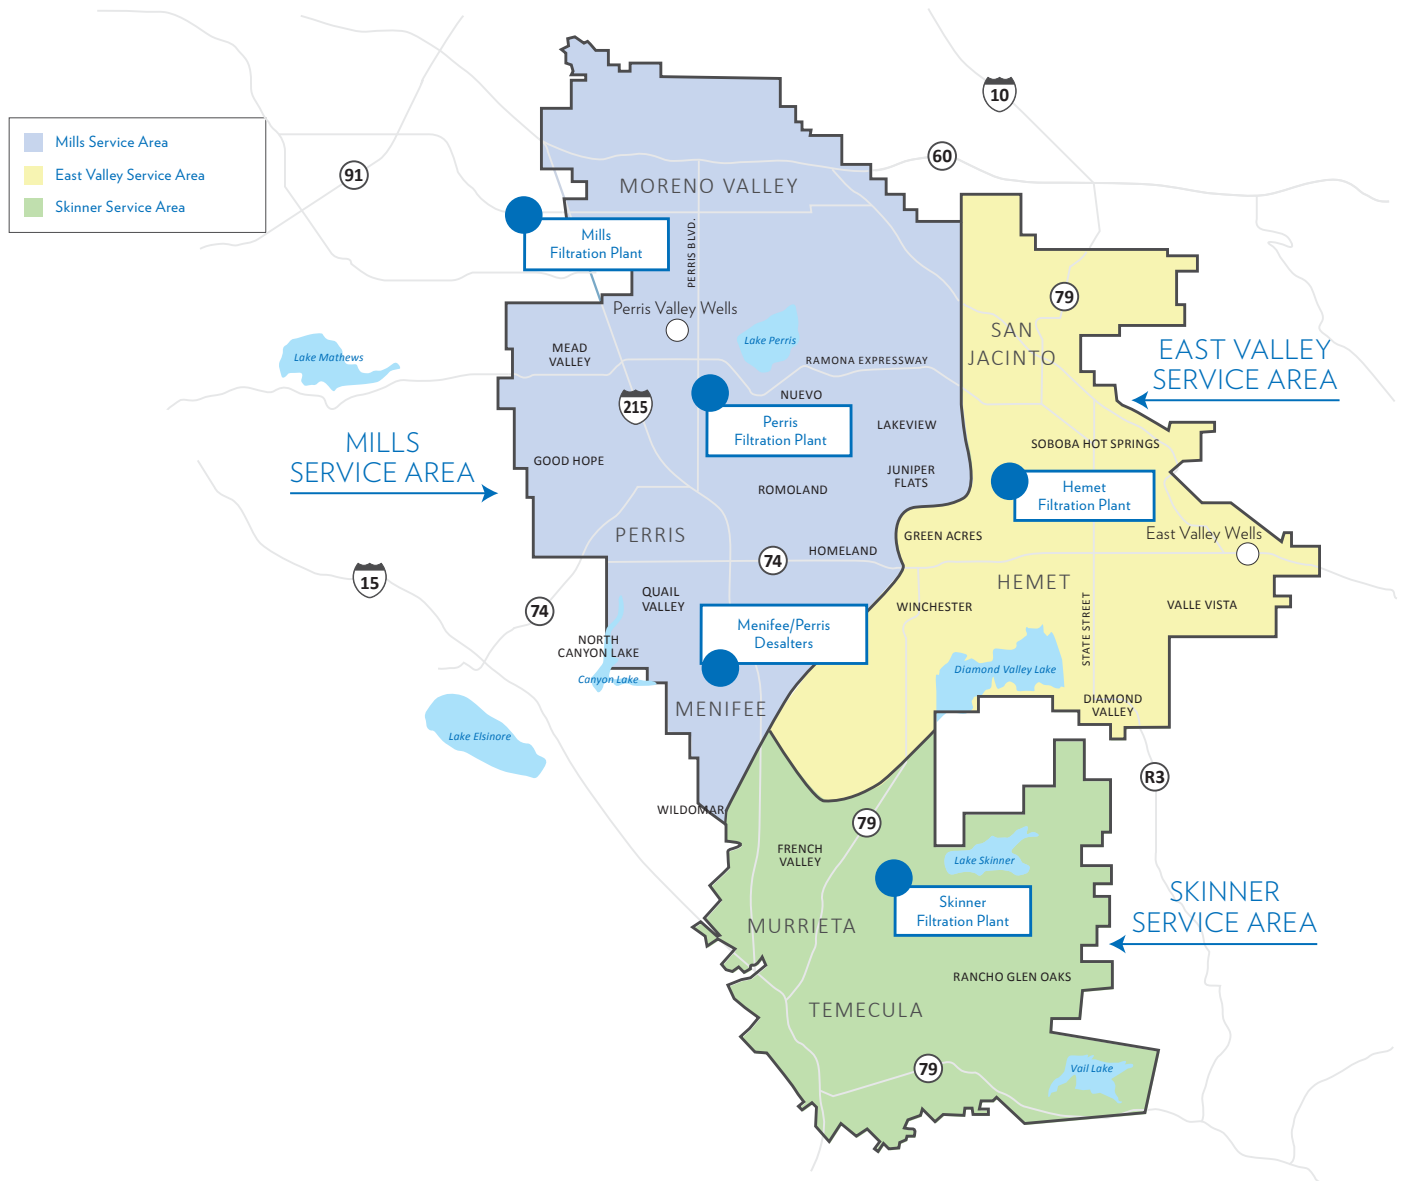 Mills Service Area
East Valley Service Area
Skinner Service Area
10
60
91
MORENO VALLEY
Mills
Filtration Plant
PERRIS BLVD.
79
Perris Valley Wells
SAN
JACINTO
Lake Perris
Lake Mathews
MEAD
VALLEY
RAMONA EXPRESSWAY
EAST VALLEY
SERVICE AREA
215
NUEVO
Perris
Filtration Plant
LAKEVIEW
MILLS
SERVICE AREA
SOBOBA HOT SPRINGS
GOOD HOPE
JUNIPER
FLATS
ROMOLAND
Hemet
Filtration Plant
PERRIS
GREEN ACRES
East Valley Wells
HOMELAND
74
15
HEMET
QUAIL
VALLEY
74
WINCHESTER
VALLE VISTA
STATE STREET
Menifee/Perris
Desalters
NORTH
CANYON LAKE
Canyon Lake
Diamond Valley Lake
MENIFEE
DIAMOND
VALLEY
Lake Elsinore
R3
WILDOMAR
79
FRENCH
VALLEY
Lake Skinner
SKINNER
SERVICE AREA
Skinner
Filtration Plant
MURRIETA
RANCHO GLEN OAKS
TEMECULA
79
Vail Lake